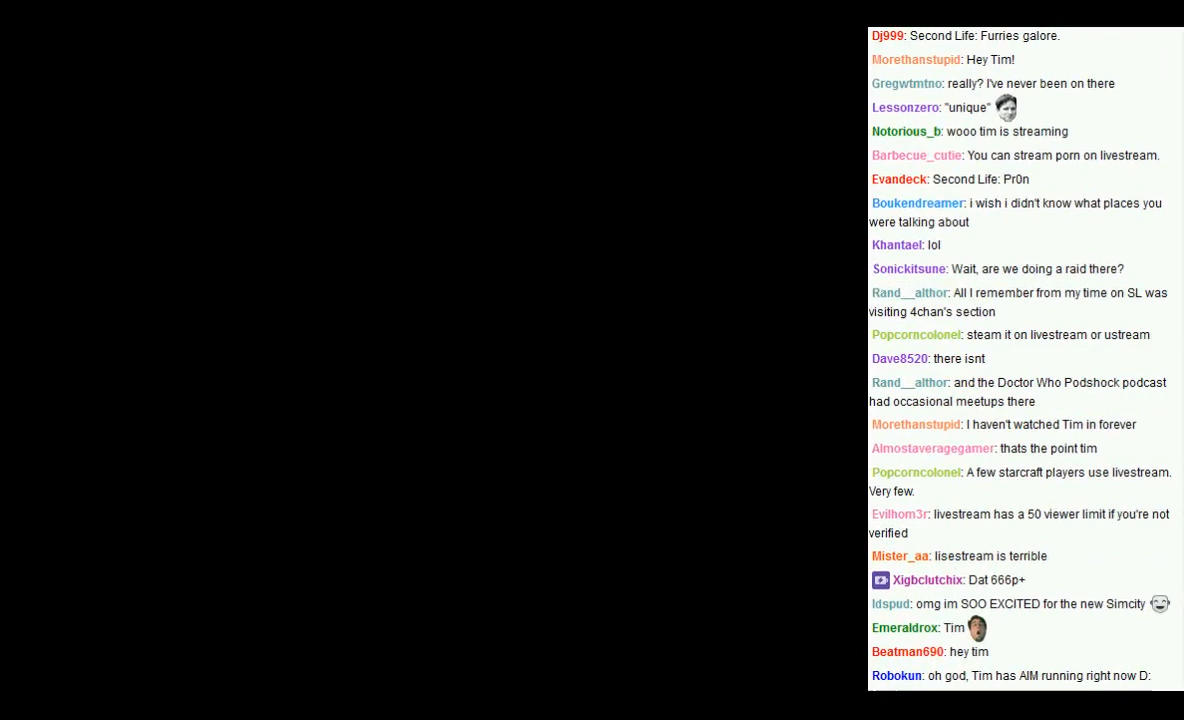 Dj999: Second Life: Furries galore.
Morethanstupid: Hey Tim!
Gregwtmtno: really? I've never been on there
Lessonzero: "unique"
Notorious_b: wooo tim is streaming
Barbecue_cutie: You can stream porn on livestream.
Evandeck: Second Life: Pr0n
Boukendreamer: i wish i didn't know what places you
were talking about
Khantael: lol
Sonickitsune: Wait, are we doing a raid there?
Rand__althor: All I remember from my time on SL was
visiting 4chan's section
Popcorncolonel: steam it on livestream or ustream
Dave8520: there isnt
Rand__althor: and the Doctor Who Podshock podcast
had occasional meetups there
Morethanstupid: I haven't watched Tim in forever
Almostaveragegamer: thats the point tim
Popcorncolonel: A few starcraft players use livestream.
Very few.
Evilhom3r: livestream has a 50 viewer limit if you're not
verified
Mister_aa: lisestream is terrible
Xigbclutchix: Dat 666p+
Idspud: omg im SOO EXCITED for the new Simcity
Emeraldrox: Tim
Beatman690: hey tim
Robokun: oh god, Tim has AIM running right now D: